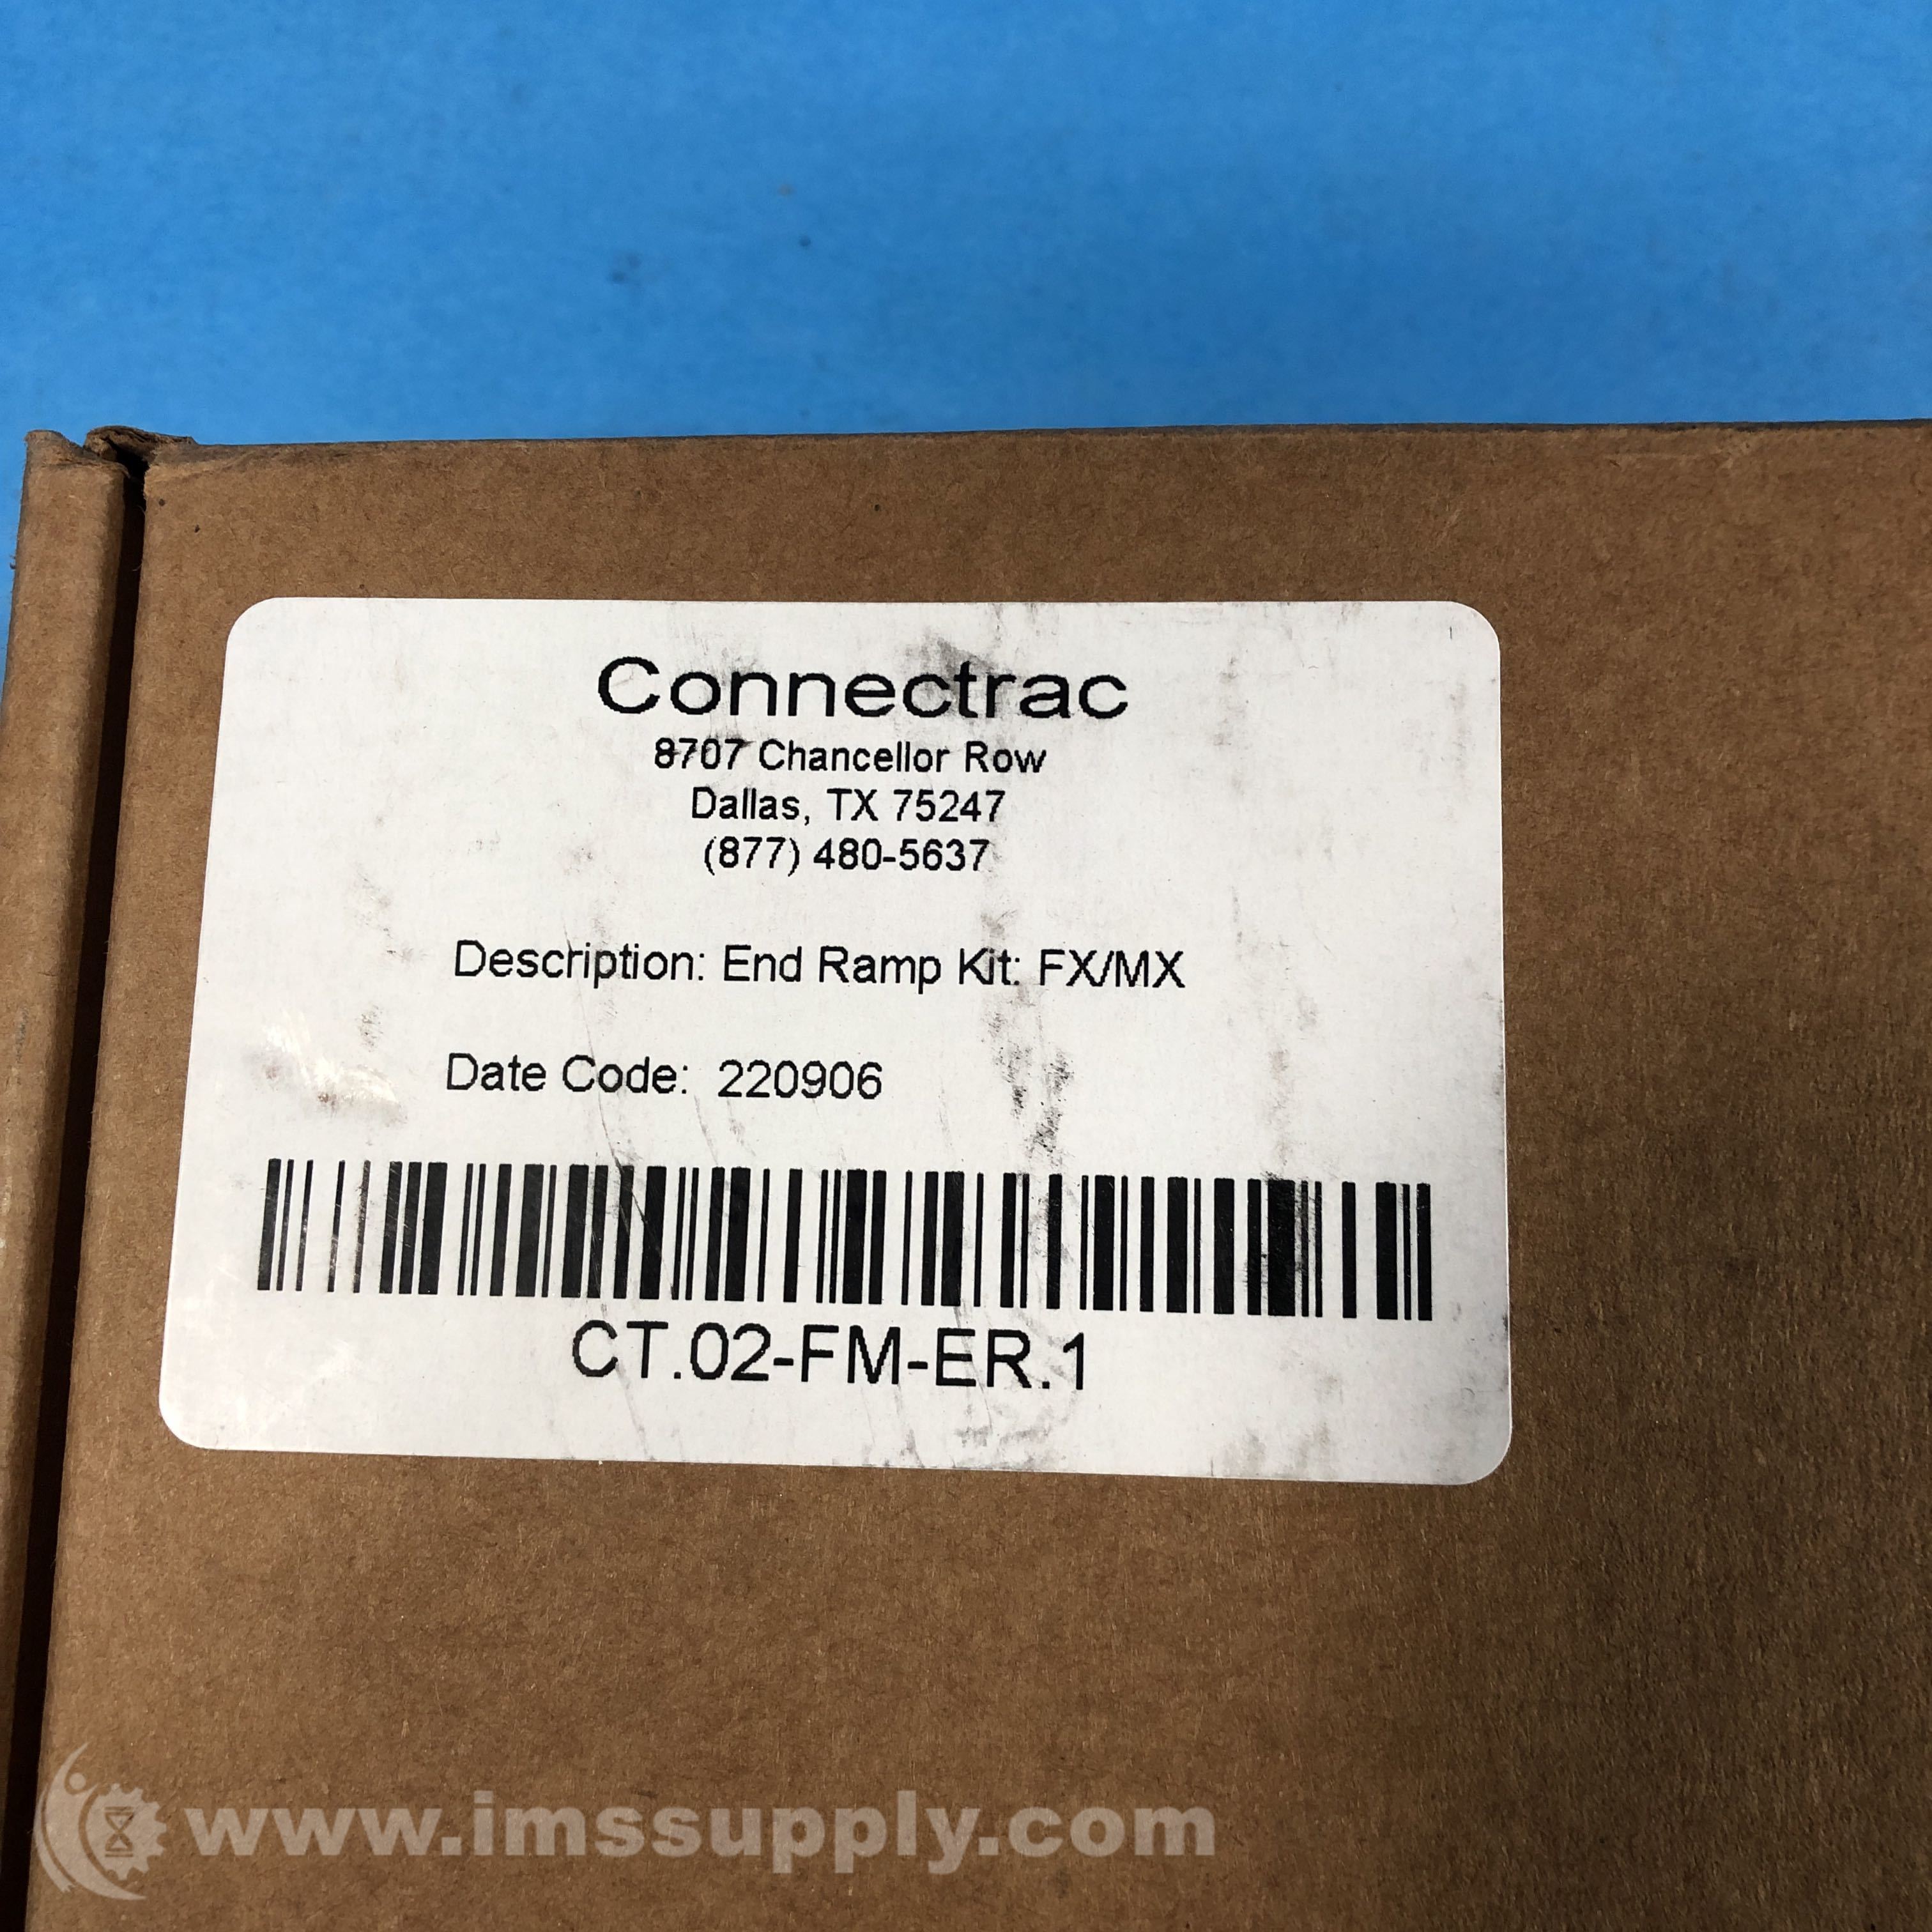 Connectrac
8707 Chancellor Row
Dallas, TX 75247
(877) 480-5637
Description: End Ramp Kit: FX/MX
Date Code: 220906
CT.02-FM-ER.1
www.imssupply.com